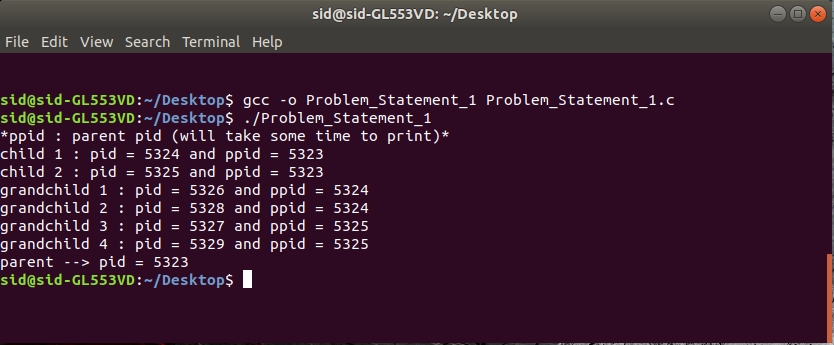 sid@sid-GL553VD: ~/Desktop
File Edit View Search Terminal Help
sid@sid-GL553VD:~/Desktop$ gcc -o Problem_Statement_1 Problem_Statement_1.c
sid@sid-GL553VD:~/Desktop$ ./Problem_Statement_1
*ppid : parent pid (will take some time to print)*
child 1 : pid = 5324 and ppid = 5323
child 2 : pid = 5325 and ppid = 5323
grandchild 1 : pid = 5326 and ppid = 5324
grandchild 2 : pid = 5328 and ppid = 5324
grandchild 3 : pid = 5327 and ppid = 5325
grandchild 4 : pid = 5329 and ppid = 5325
parent --> pid = 5323
sid@sid-GL553VD:~/Desktop$